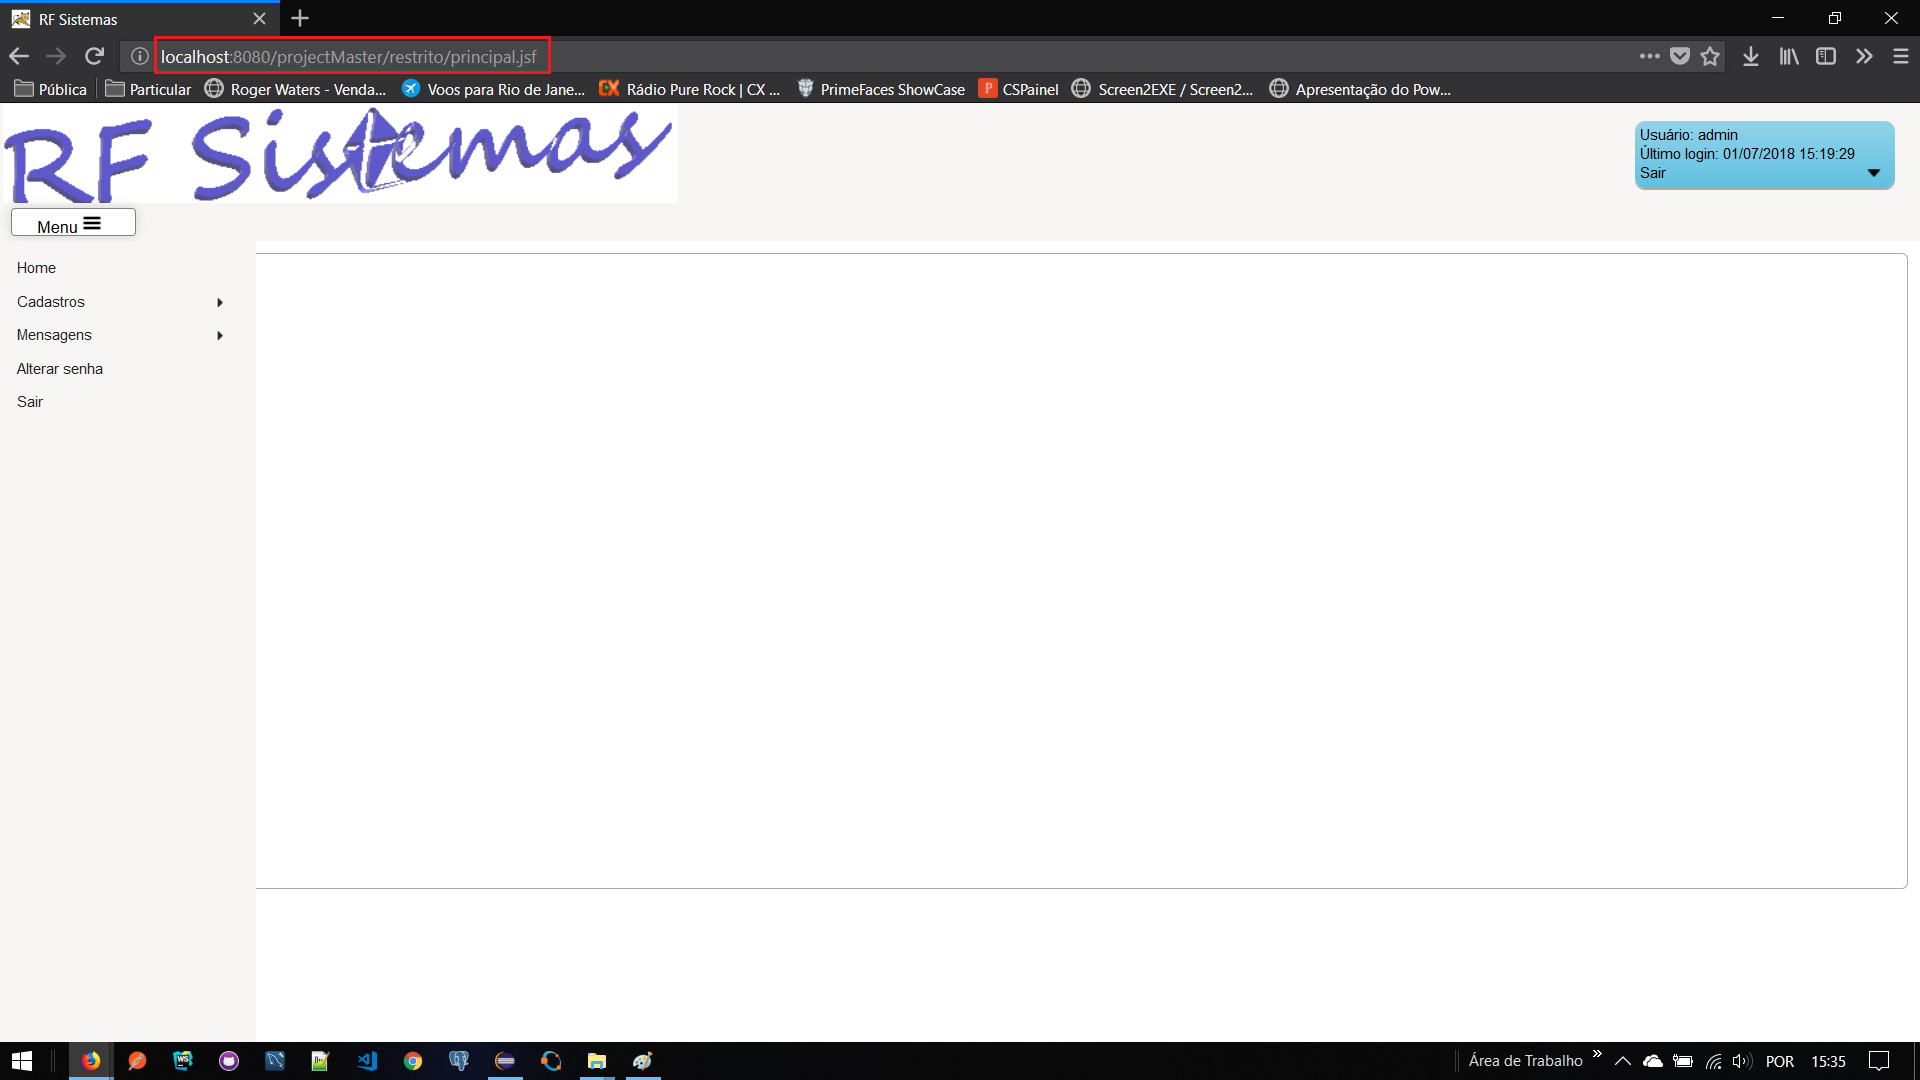 RF Sistemas
localhost:8080/projectMaster/restrito/principal.jsf
Pública Particular Roger Waters - Venda... Voos para Rio de Jane... Rádio Pure Rock | CX ... PrimeFaces ShowCase CSPainel Screen2EXE / Screen2... Apresentação do Pow...
RF Sistemas
Usuário: admin
Último login: 01/07/2018 15:19:29
Sair
Menu
Home
Cadastros
Mensagens
Alterar senha
Sair
Área de Trabalho POR 15:35